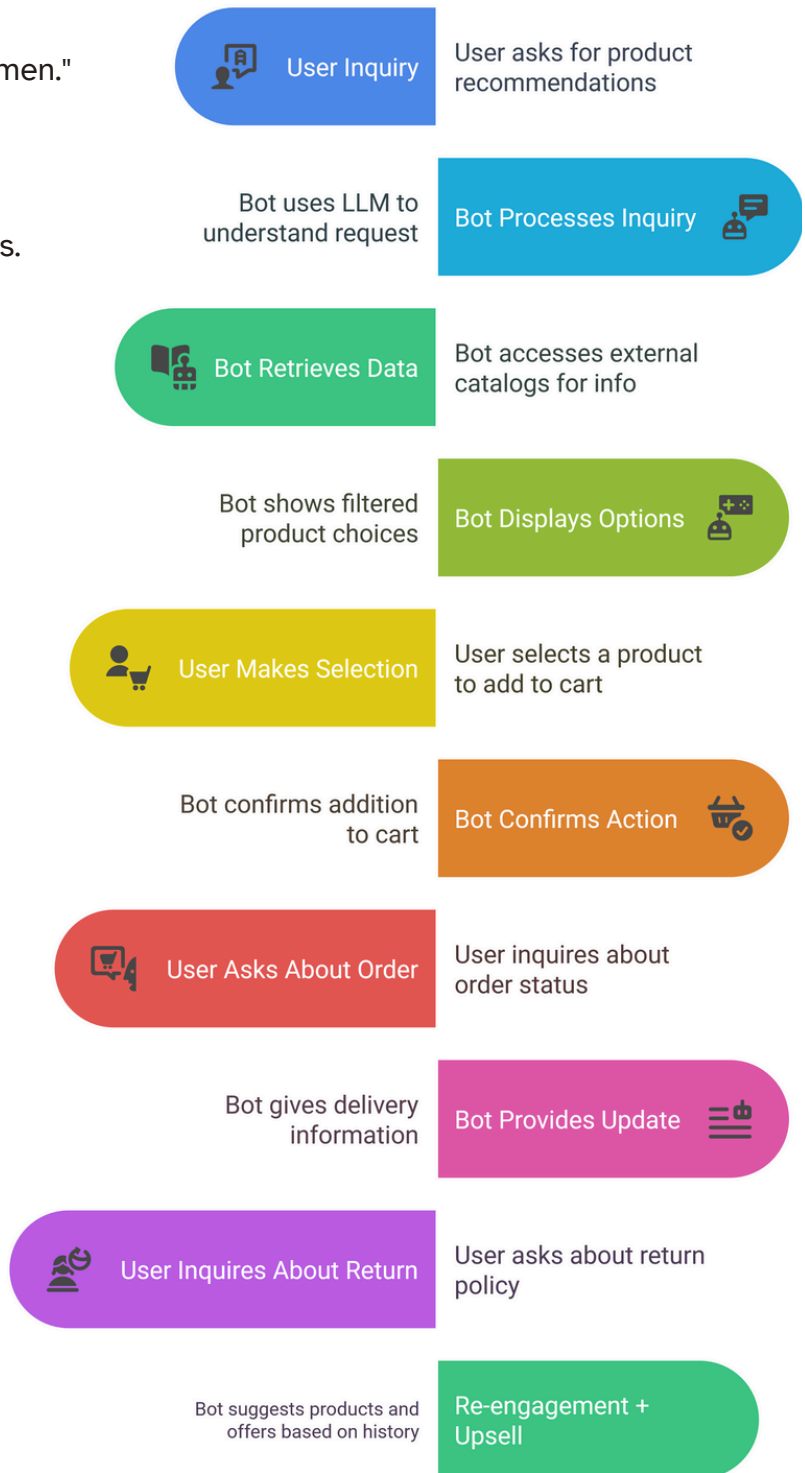 men."
User Inquiry
User asks for product
recommendations
Bot uses LLM to
understand request
Bot Processes Inquiry
s.
Bot Retrieves Data
Bot accesses external
catalogs for info
Bot shows filtered
product choices
Bot Displays Options
User Makes Selection
User selects a product
to add to cart
Bot confirms addition
to cart
Bot Confirms Action
User Asks About Order
User inquires about
order status
Bot gives delivery
information
Bot Provides Update
User Inquires About Return
User asks about return
policy
Bot suggests products and
offers based on history
Re-engagement +
Upsell